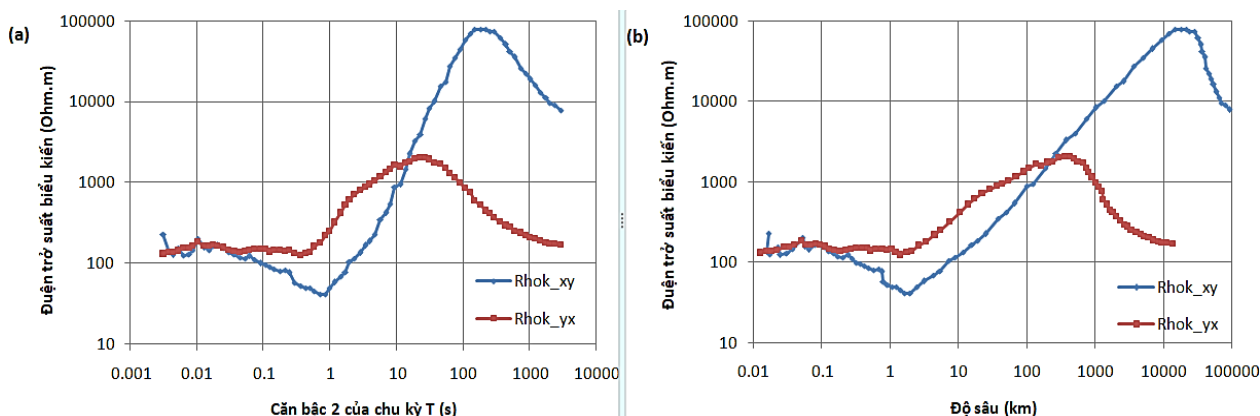 (a)
Đuện trở suất biểu kiến (Ohm.m)
100000
10000
1000
100
10
0.001 0.01 0.1 1 10 100 1000 10000
Căn bậc 2 của chu kỳ T (s)
Rhok_xy
Rhok_yx
(b)
Đuện trở suất biểu kiến (Ohm.m)
100000
10000
1000
100
10
0.01 0.1 1 10 100 1000 10000 100000
Độ sâu (km)
Rhok_xy
Rhok_yx